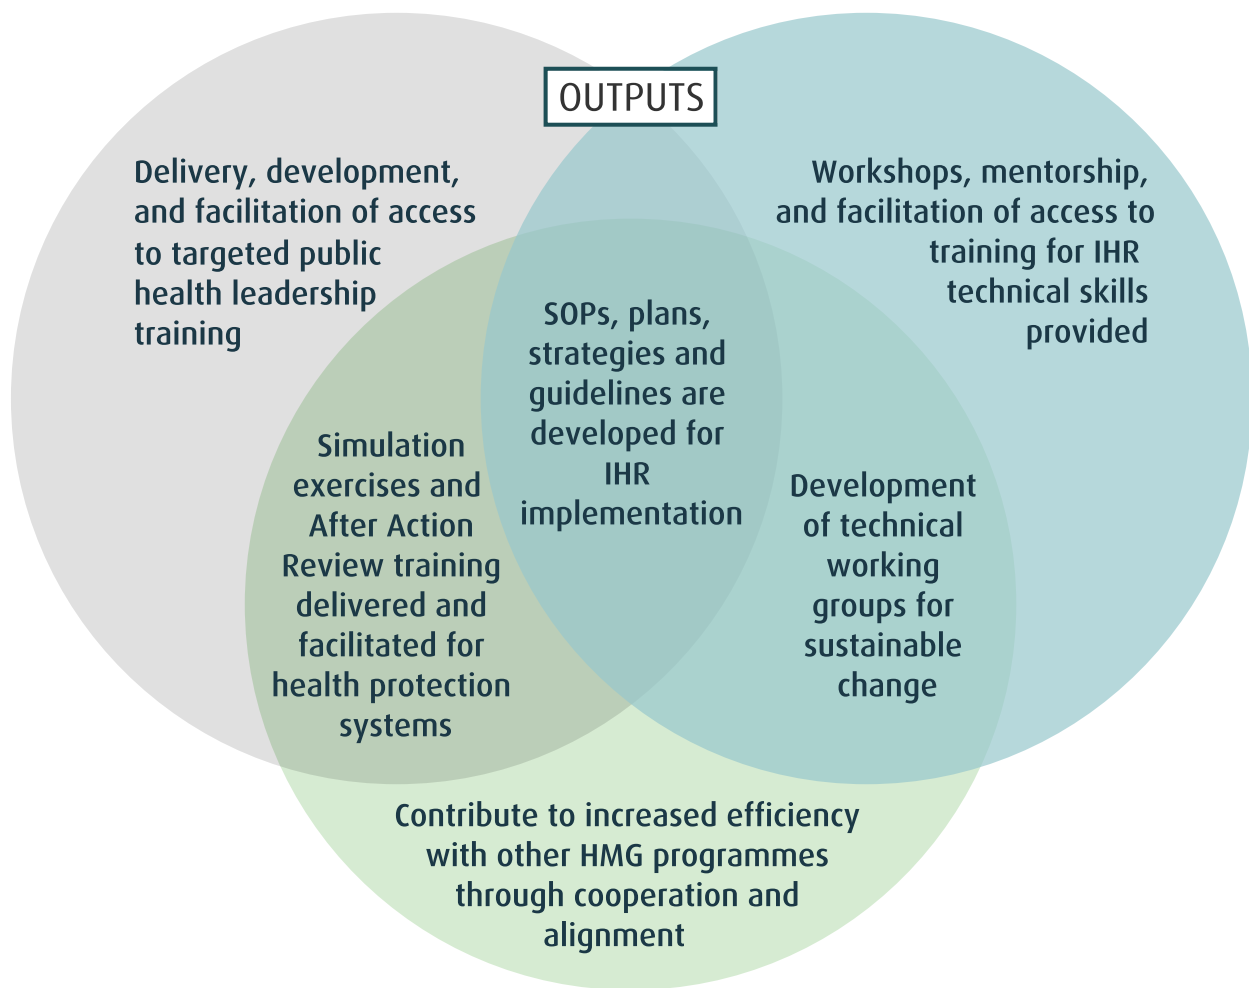 OUTPUTS
Delivery, development,
and facilitation of access
to targeted public
health leadership
training
Workshops, mentorship,
and facilitation of access to
training for IHR
technical skills
provided
SOPs, plans,
strategies and
guidelines are
developed for
IHR
implementation
Simulation
exercises and
After Action
Review training
delivered and
facilitated for
health protection
systems
Development
of technical
working
groups for
sustainable
change
Contribute to increased efficiency
with other HMG programmes
through cooperation and
alignment